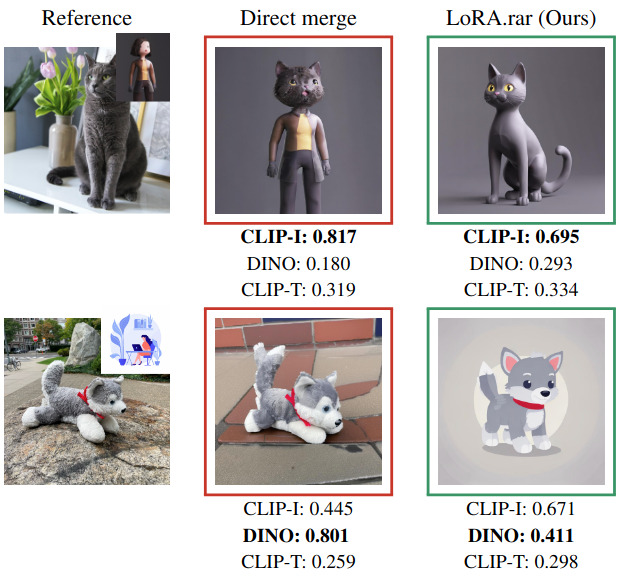 Reference Direct merge LoRA.rar (Ours)
CLIP-I: 0.817 CLIP-I: 0.695
DINO: 0.180 DINO: 0.293
CLIP-T: 0.319 CLIP-T: 0.334
CLIP-I: 0.445 CLIP-I: 0.671
DINO: 0.801 DINO: 0.411
CLIP-T: 0.259 CLIP-T: 0.298